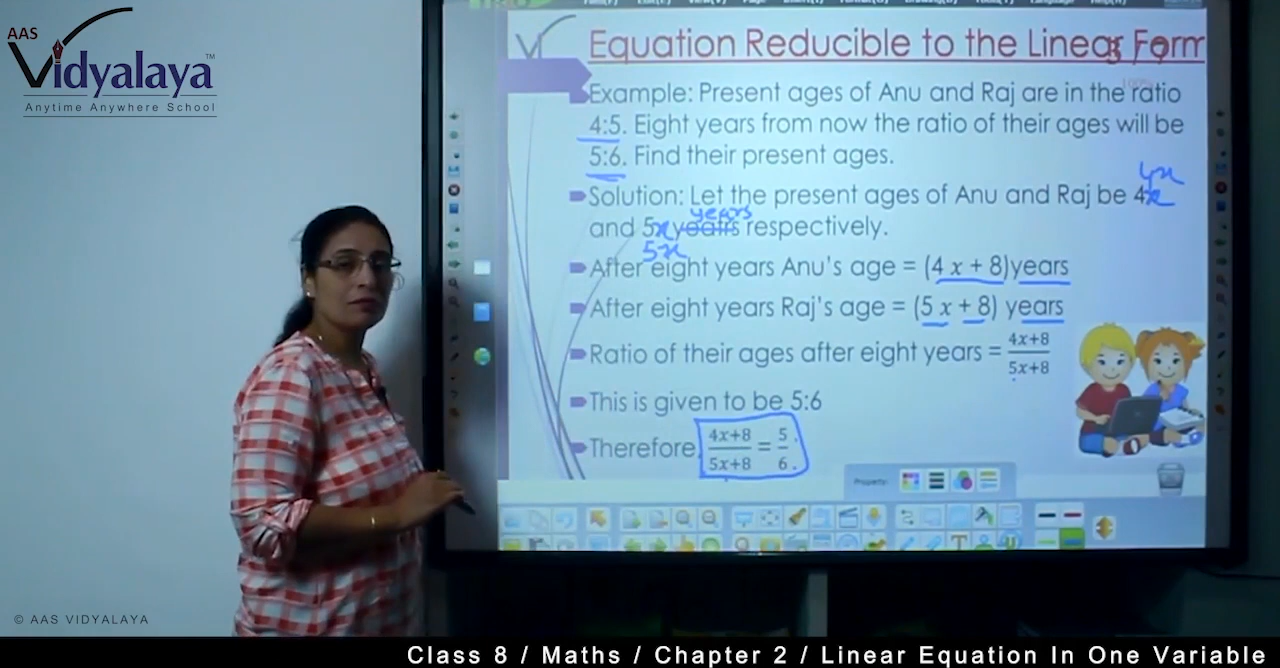 AAS
Vidyalaya™
Anytime Anywhere School
Equation Reducible to the Linear Form
Example: Present ages of Anu and Raj are in the ratio
4:5. Eight years from now the ratio of their ages will be
5:6. Find their present ages.
4x
Solution: Let the present ages of Anu and Raj be 4x
years
and 5x years respectively.
5x
After eight years Anu's age = (4 x + 8)years
After eight years Raj's age = (5 x + 8) years
Ratio of their ages after eight years = 4x+8/5x+8
This is given to be 5:6
Therefore, 4x+8/5x+8 = 5/6.
Property:
© AAS VIDYALAYA
Class 8 / Maths / Chapter 2 / Linear Equation In One Variable